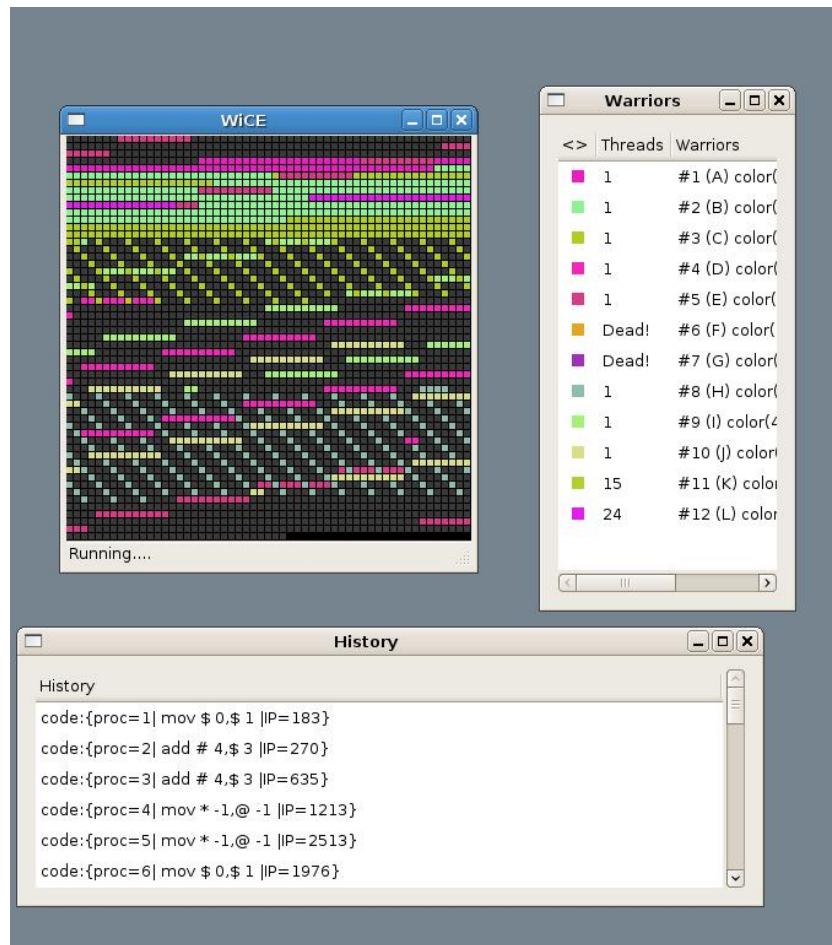 WiCE
Running....
Warriors
<> Threads Warriors
1 #1 (A) color(
1 #2 (B) color(
1 #3 (C) color(
1 #4 (D) color(
1 #5 (E) color(
Dead! #6 (F) color(
Dead! #7 (G) color(
1 #8 (H) color(
1 #9 (I) color(4
1 #10 (J) color(
15 #11 (K) color
24 #12 (L) color
History
History
code:{proc=1| mov $ 0,$ 1 |IP=183}
code:{proc=2| add # 4,$ 3 |IP=270}
code:{proc=3| add # 4,$ 3 |IP=635}
code:{proc=4| mov * -1,@ -1 |IP=1213}
code:{proc=5| mov * -1,@ -1 |IP=2513}
code:{proc=6| mov $ 0,$ 1 |IP=1976}